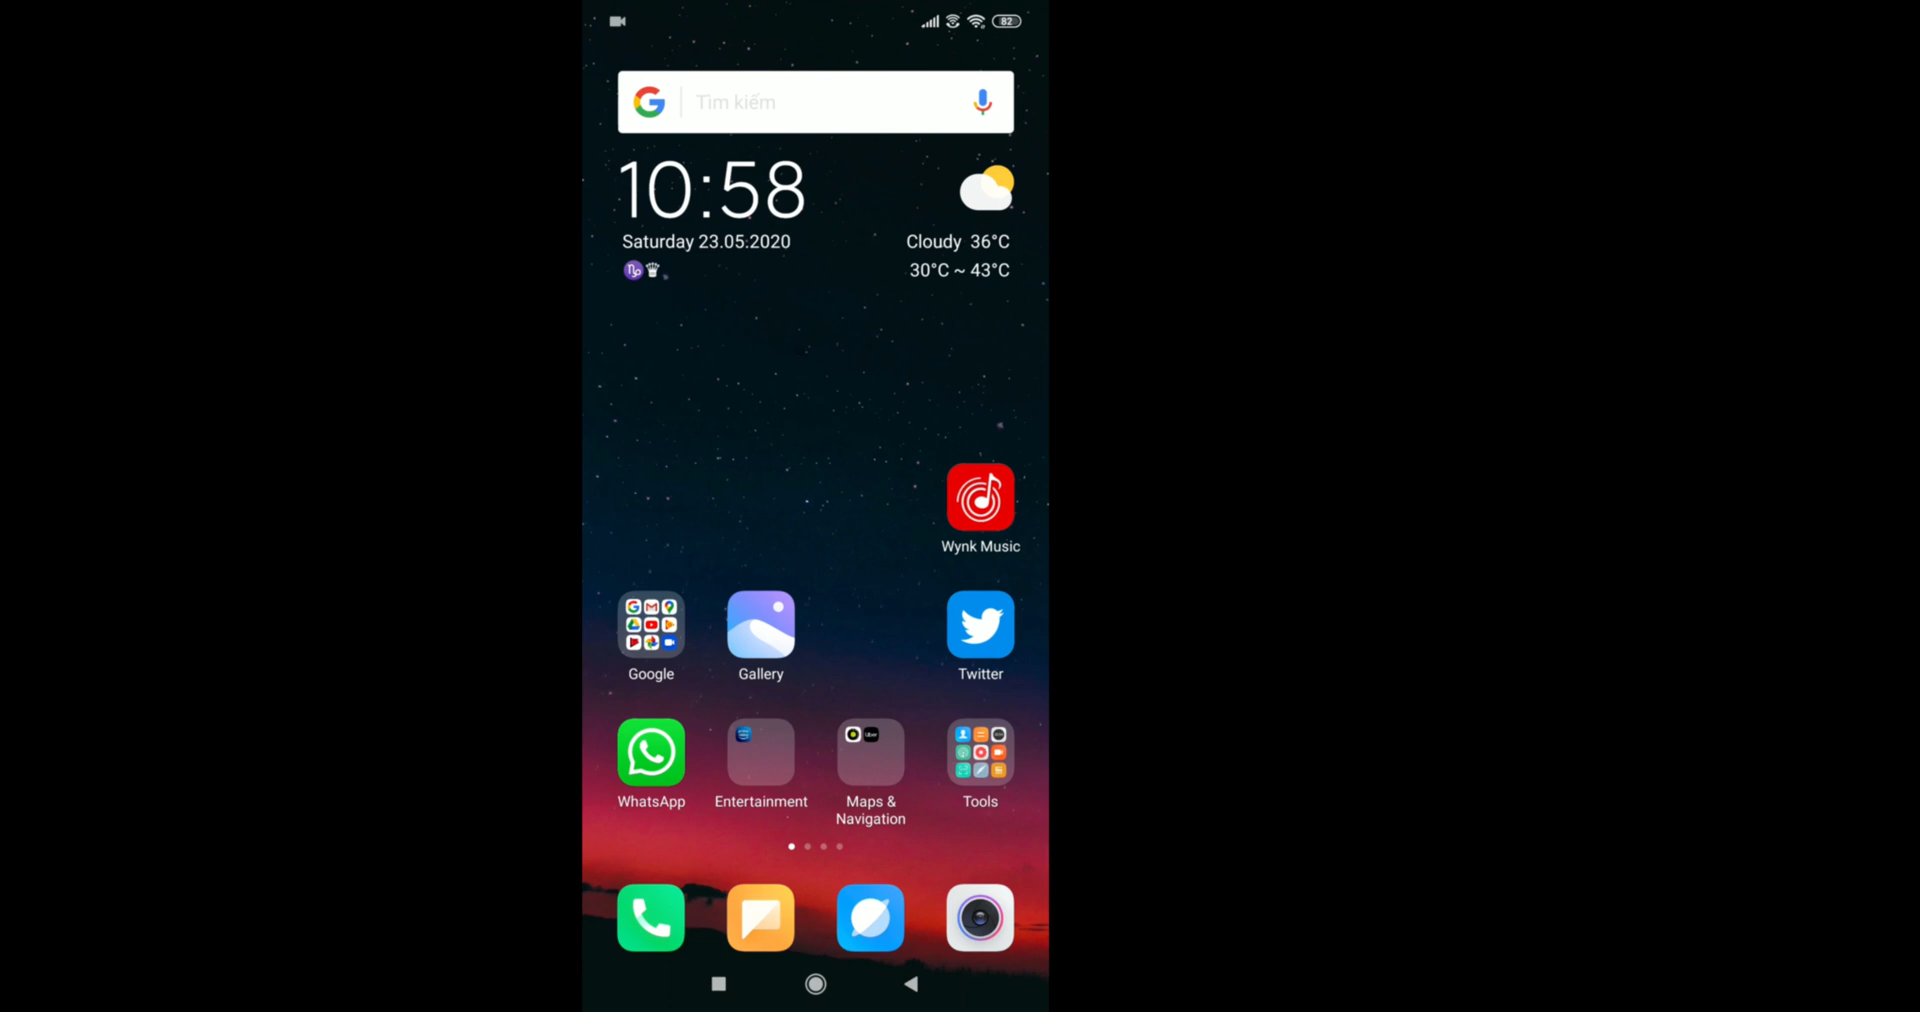 82
Tìm kiếm
10:58
Saturday 23.05.2020
Cloudy 36°C
30°C ~ 43°C
Wynk Music
Google
Gallery
Twitter
WhatsApp
Entertainment
Maps &
Navigation
Uber
Tools